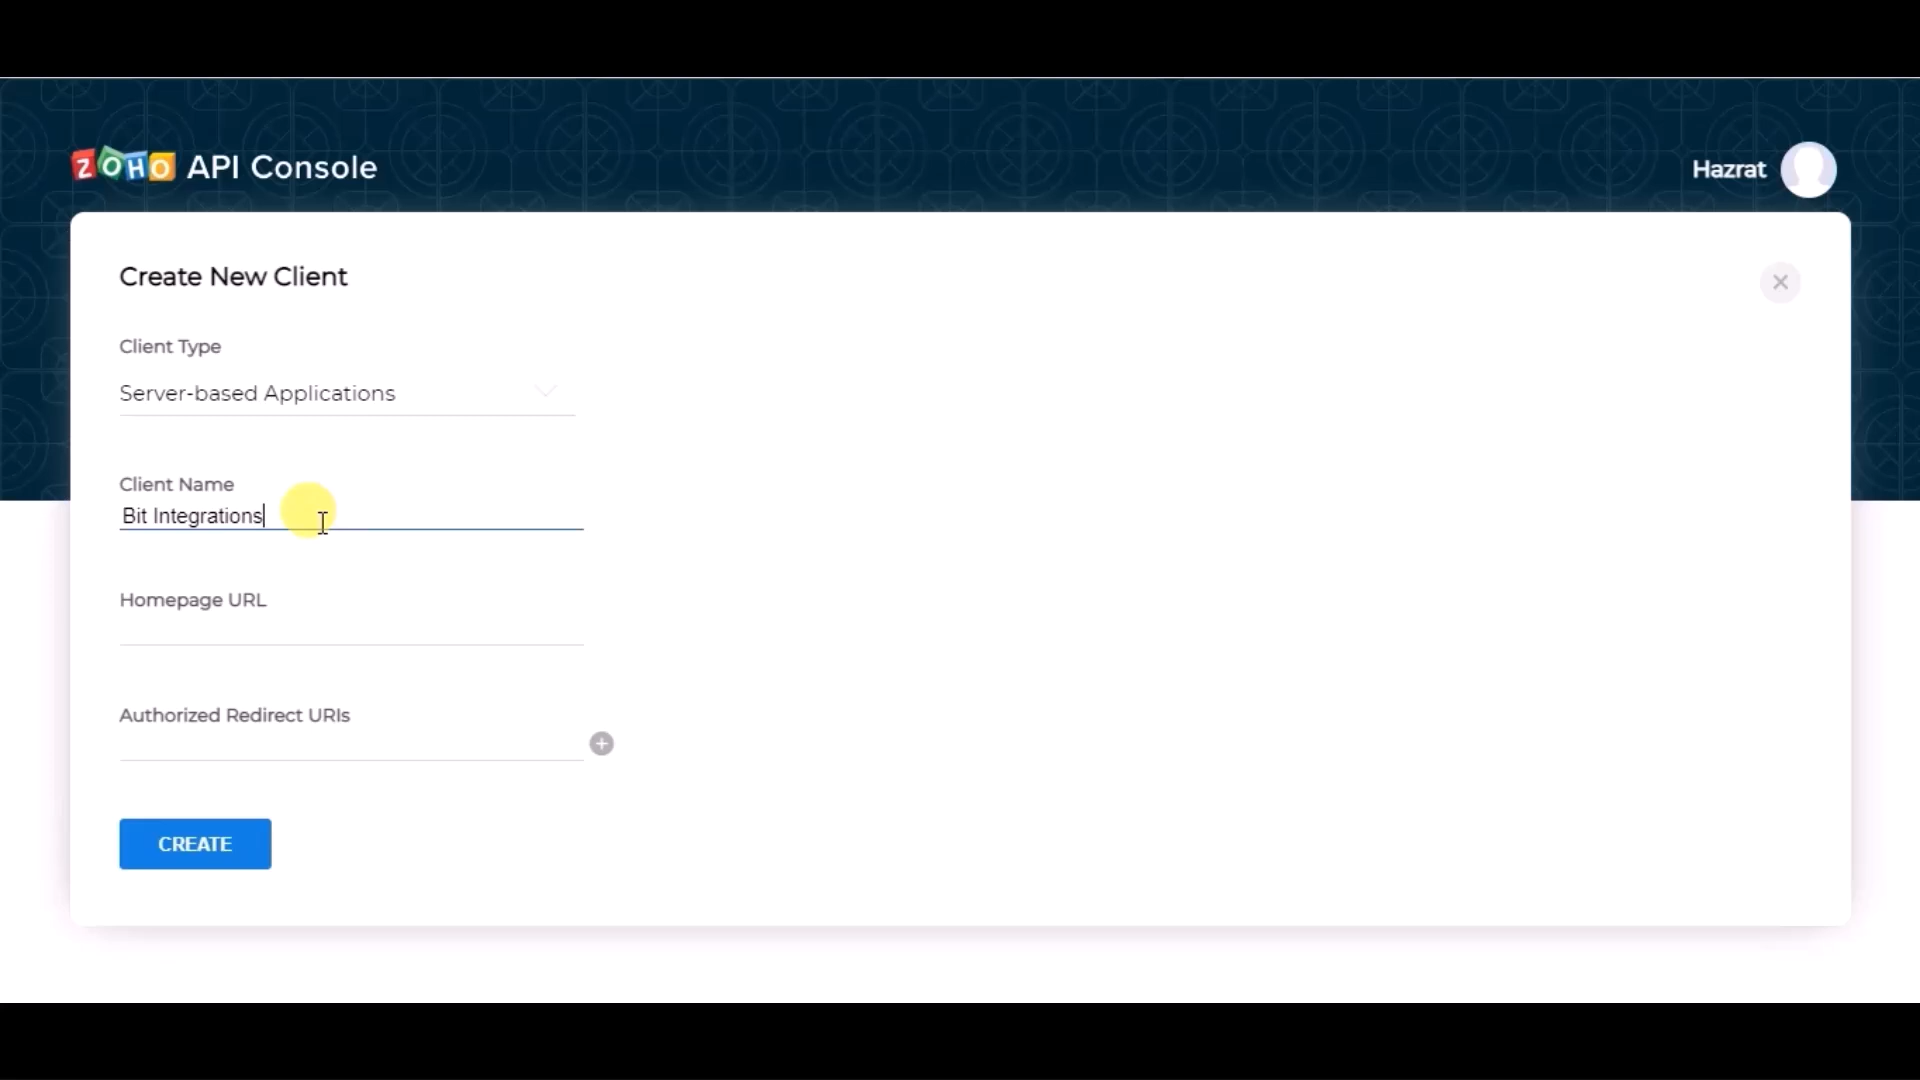 ZOHO API Console
Hazrat
Create New Client
Client Type
Server-based Applications
Client Name
Bit Integrations
Homepage URL
Authorized Redirect URIs
CREATE